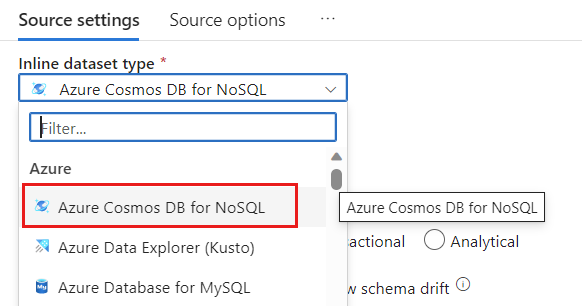 Source settings Source options ...
Inline dataset type *
Azure Cosmos DB for NoSQL
Filter...
Azure
Azure Cosmos DB for NoSQL
Azure Cosmos DB for NoSQL
Azure Data Explorer (Kusto)
sactional Analytical
Azure Database for MySQL
w schema drift